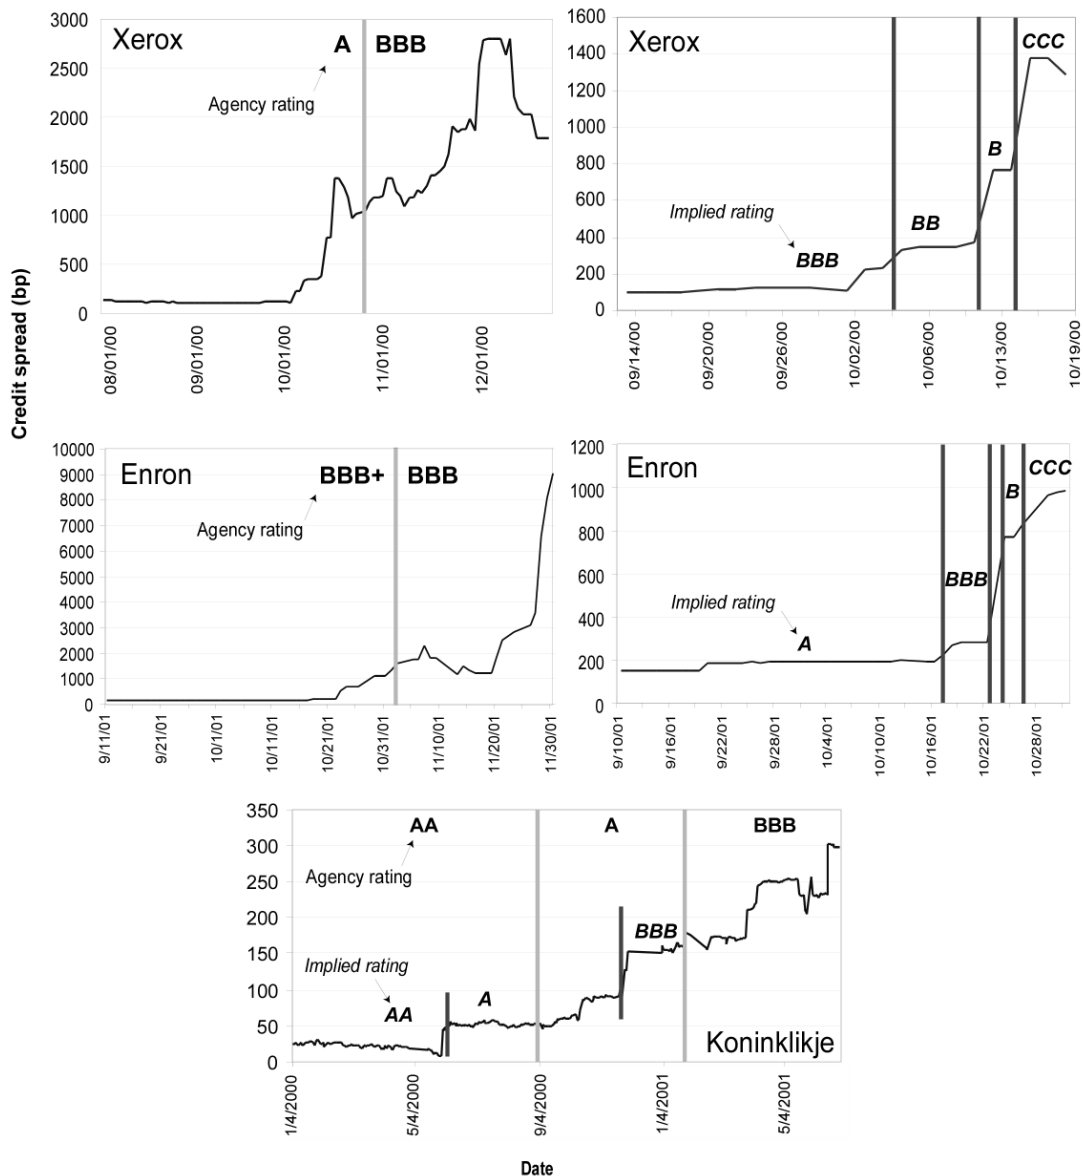 Credit spread (bp)
Xerox
A BBB
Agency rating
3000
2500
2000
1500
1000
500
0
08/01/00
09/01/00
10/01/00
11/01/00
12/01/00
Xerox
CCC
B
BB
Implied rating
BBB
1600
1400
1200
1000
800
600
400
200
0
09/14/00
09/20/00
09/26/00
10/02/00
10/06/00
10/13/00
10/19/00
Enron
BBB+ BBB
Agency rating
10000
9000
8000
7000
6000
5000
4000
3000
2000
1000
0
9/11/01
9/21/01
10/1/01
10/11/01
10/21/01
10/31/01
11/10/01
11/20/01
11/30/01
Enron
CCC
B
BBB
Implied rating
A
1200
1000
800
600
400
200
0
9/10/01
9/16/01
9/22/01
9/28/01
10/4/01
10/10/01
10/16/01
10/22/01
10/28/01
AA A BBB
Agency rating
BBB
Implied rating
A
AA
Koninklikje
350
300
250
200
150
100
50
0
1/4/2000
5/4/2000
9/4/2000
1/4/2001
5/4/2001
Date